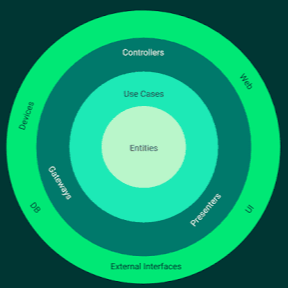 Controllers
Web
Use Cases
Devices
Entities
Gateways
Presenters
DB
UI
External Interfaces